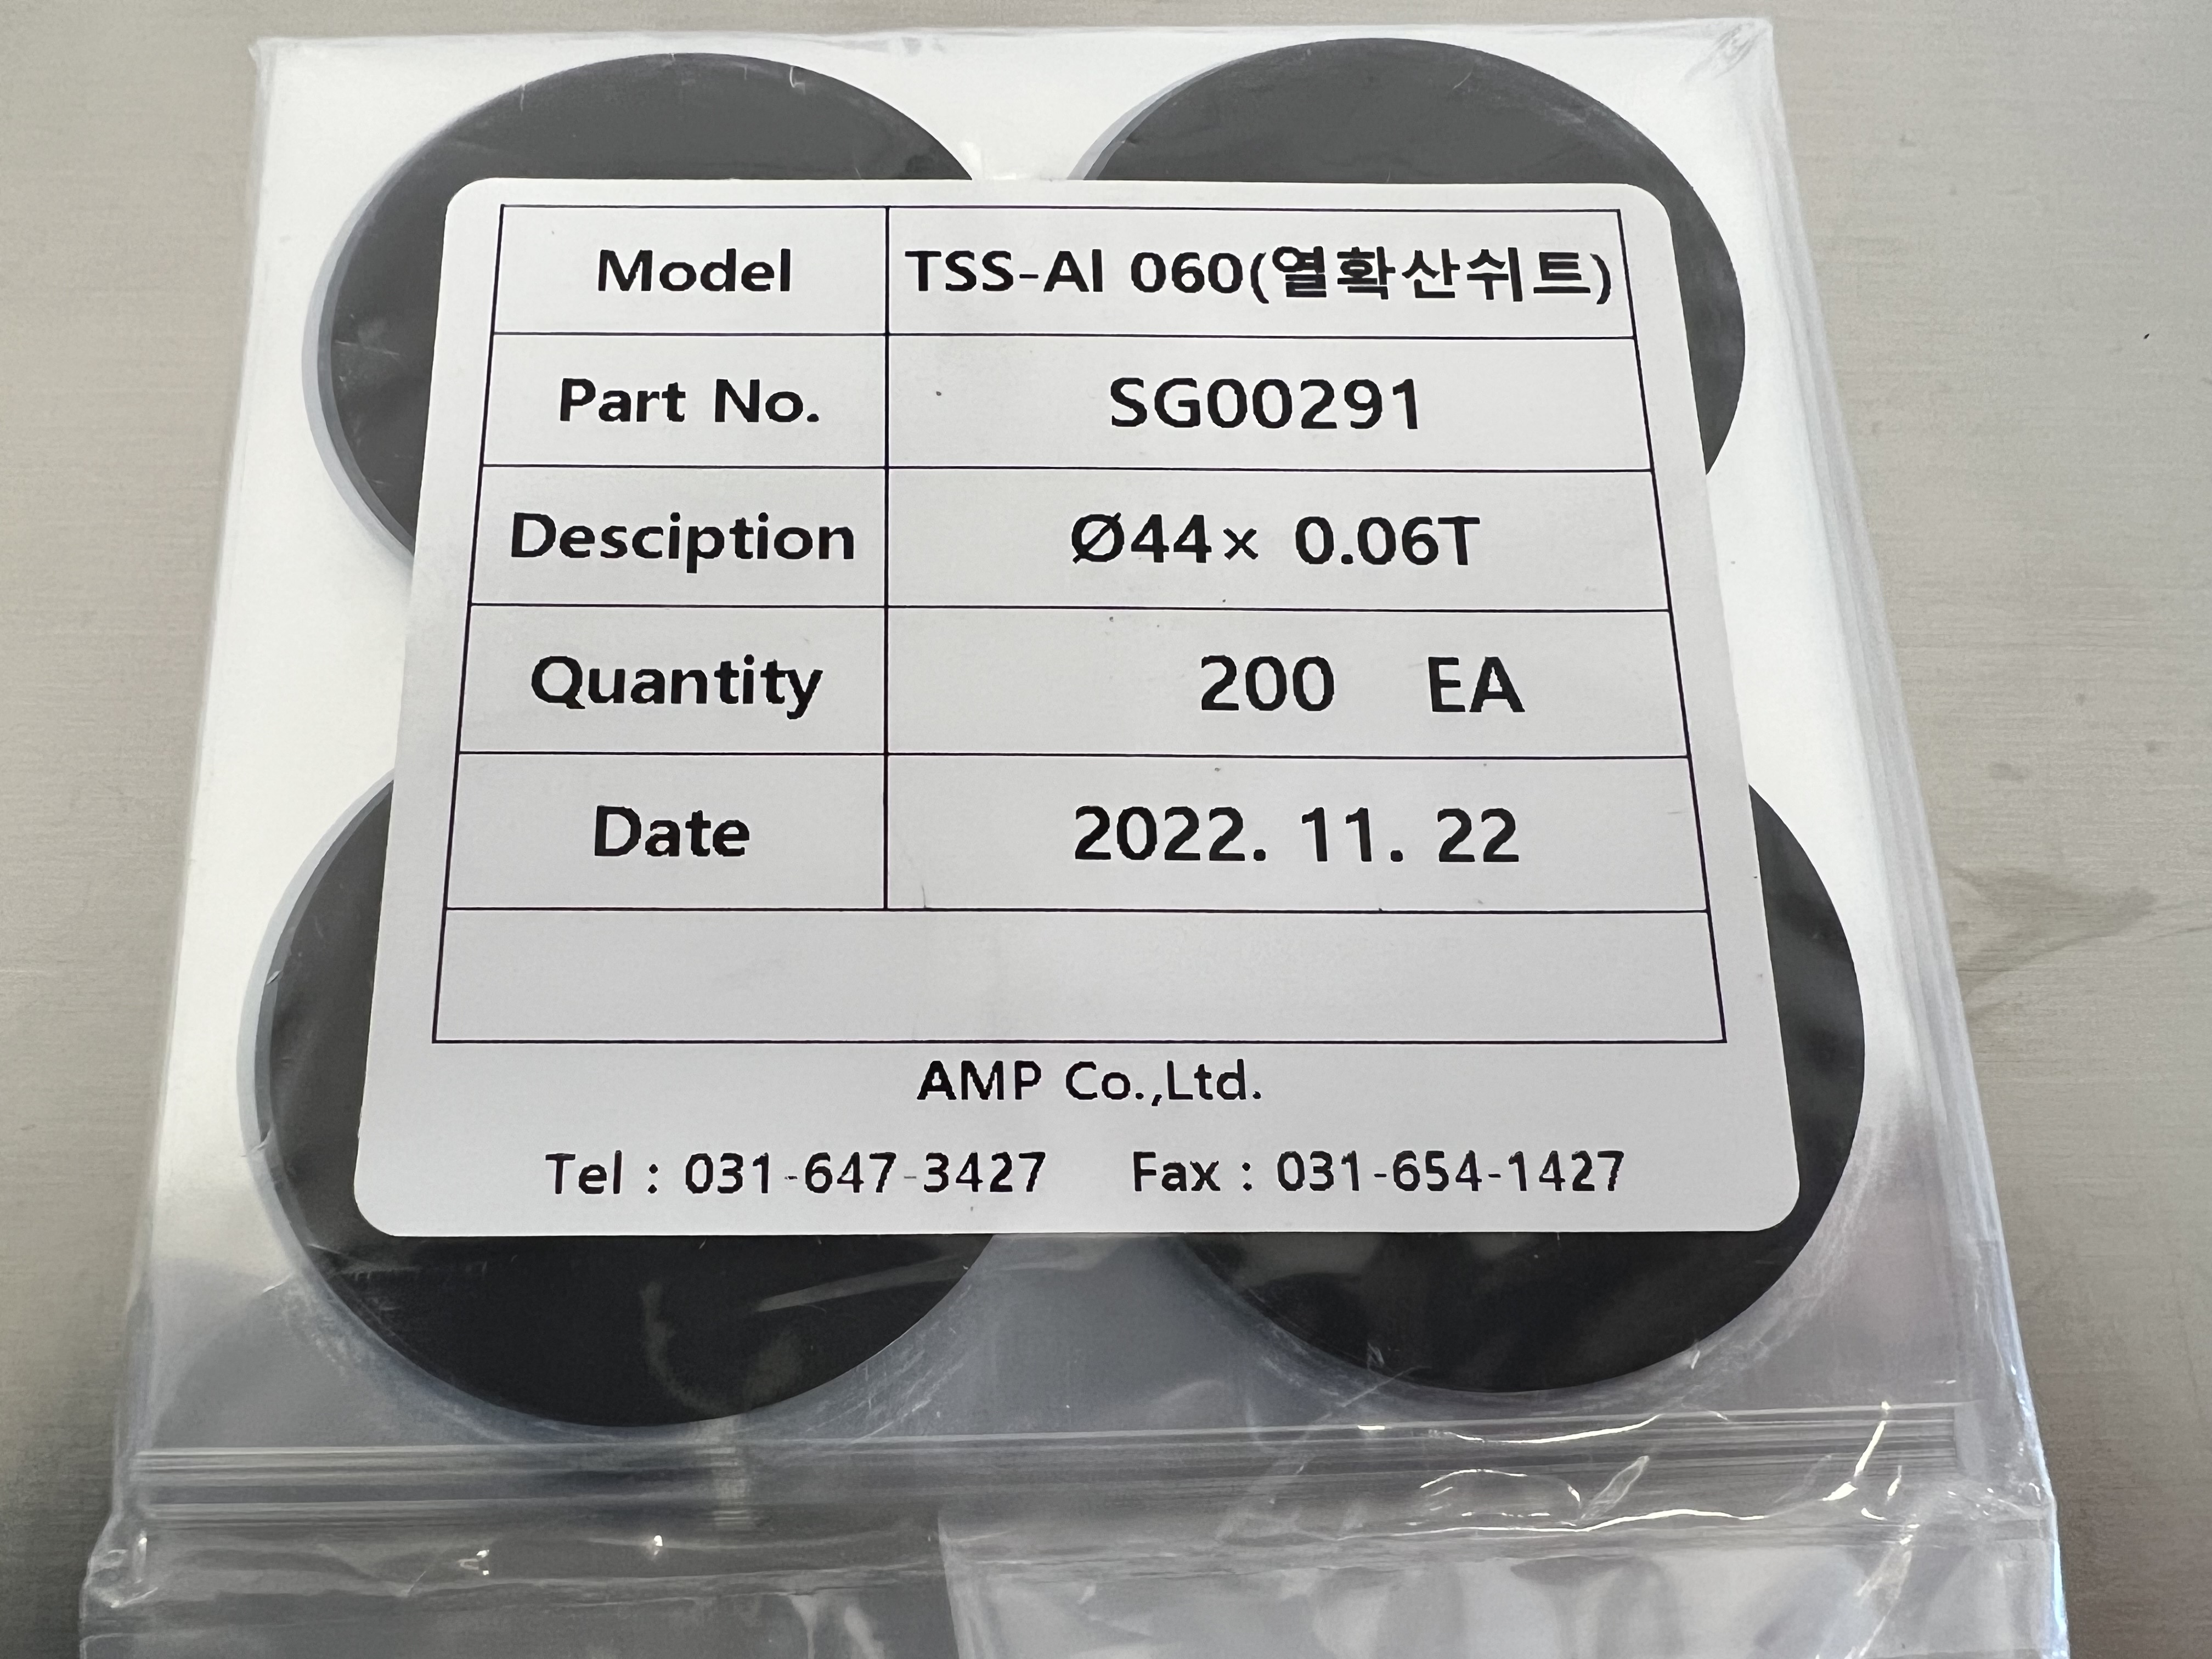 Model TSS-Al 060(열확산쉬트)
Part No. SG00291
Desciption Ø44× 0.06T
Quantity 200 EA
Date 2022. 11. 22
AMP Co.,Ltd.
Tel : 031-647-3427 Fax : 031-654-1427